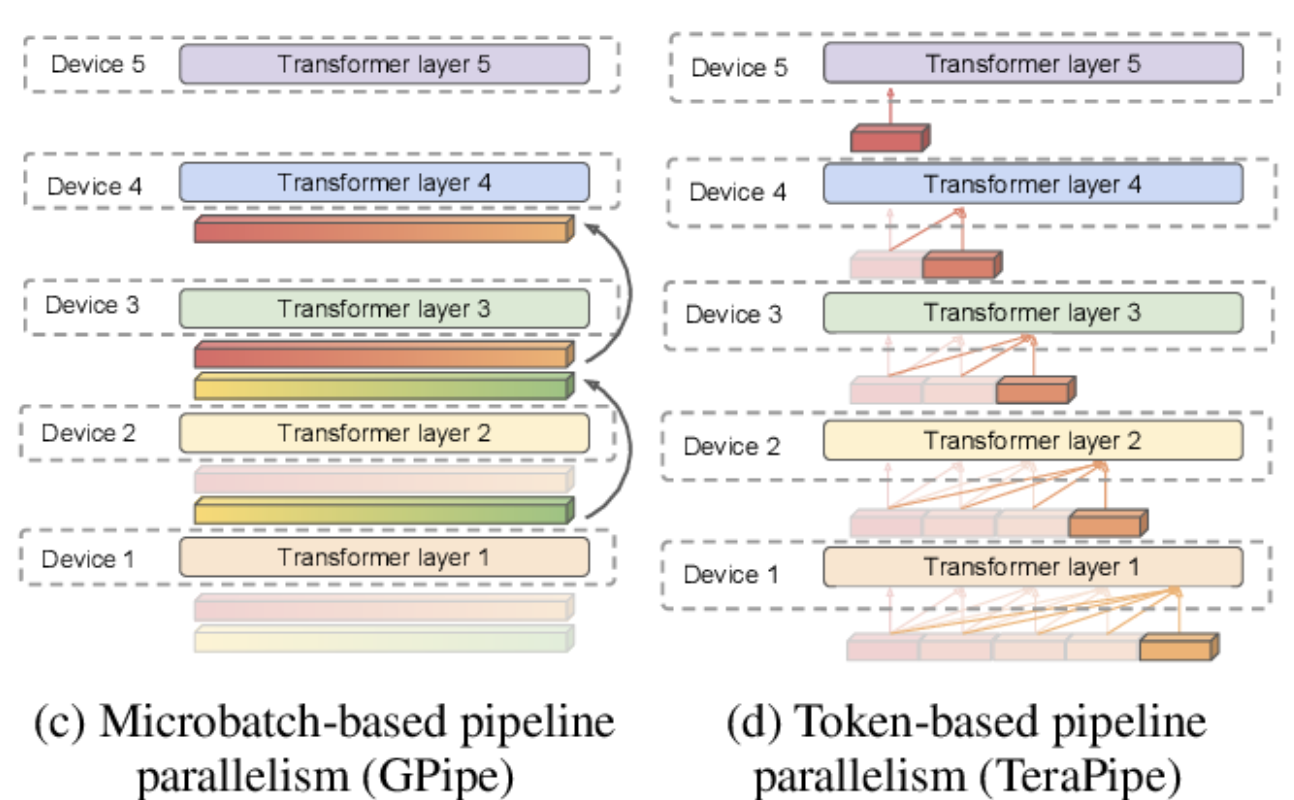 Device 5
Transformer layer 5
Device 4
Transformer layer 4
Device 3
Transformer layer 3
Device 2
Transformer layer 2
Device 1
Transformer layer 1
(c) Microbatch-based pipeline
parallelism (GPipe)
Device 5
Transformer layer 5
Device 4
Transformer layer 4
Device 3
Transformer layer 3
Device 2
Transformer layer 2
Device 1
Transformer layer 1
(d) Token-based pipeline
parallelism (TeraPipe)